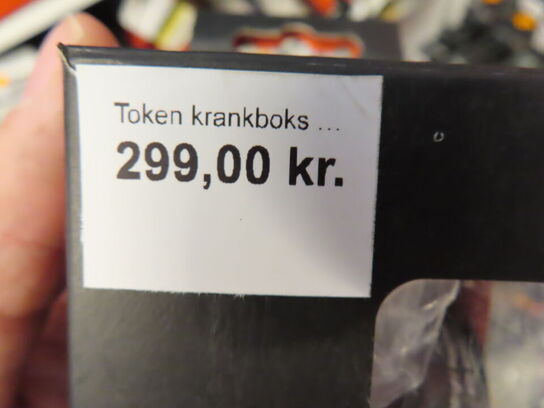 Token krankboks ...
299,00 kr.